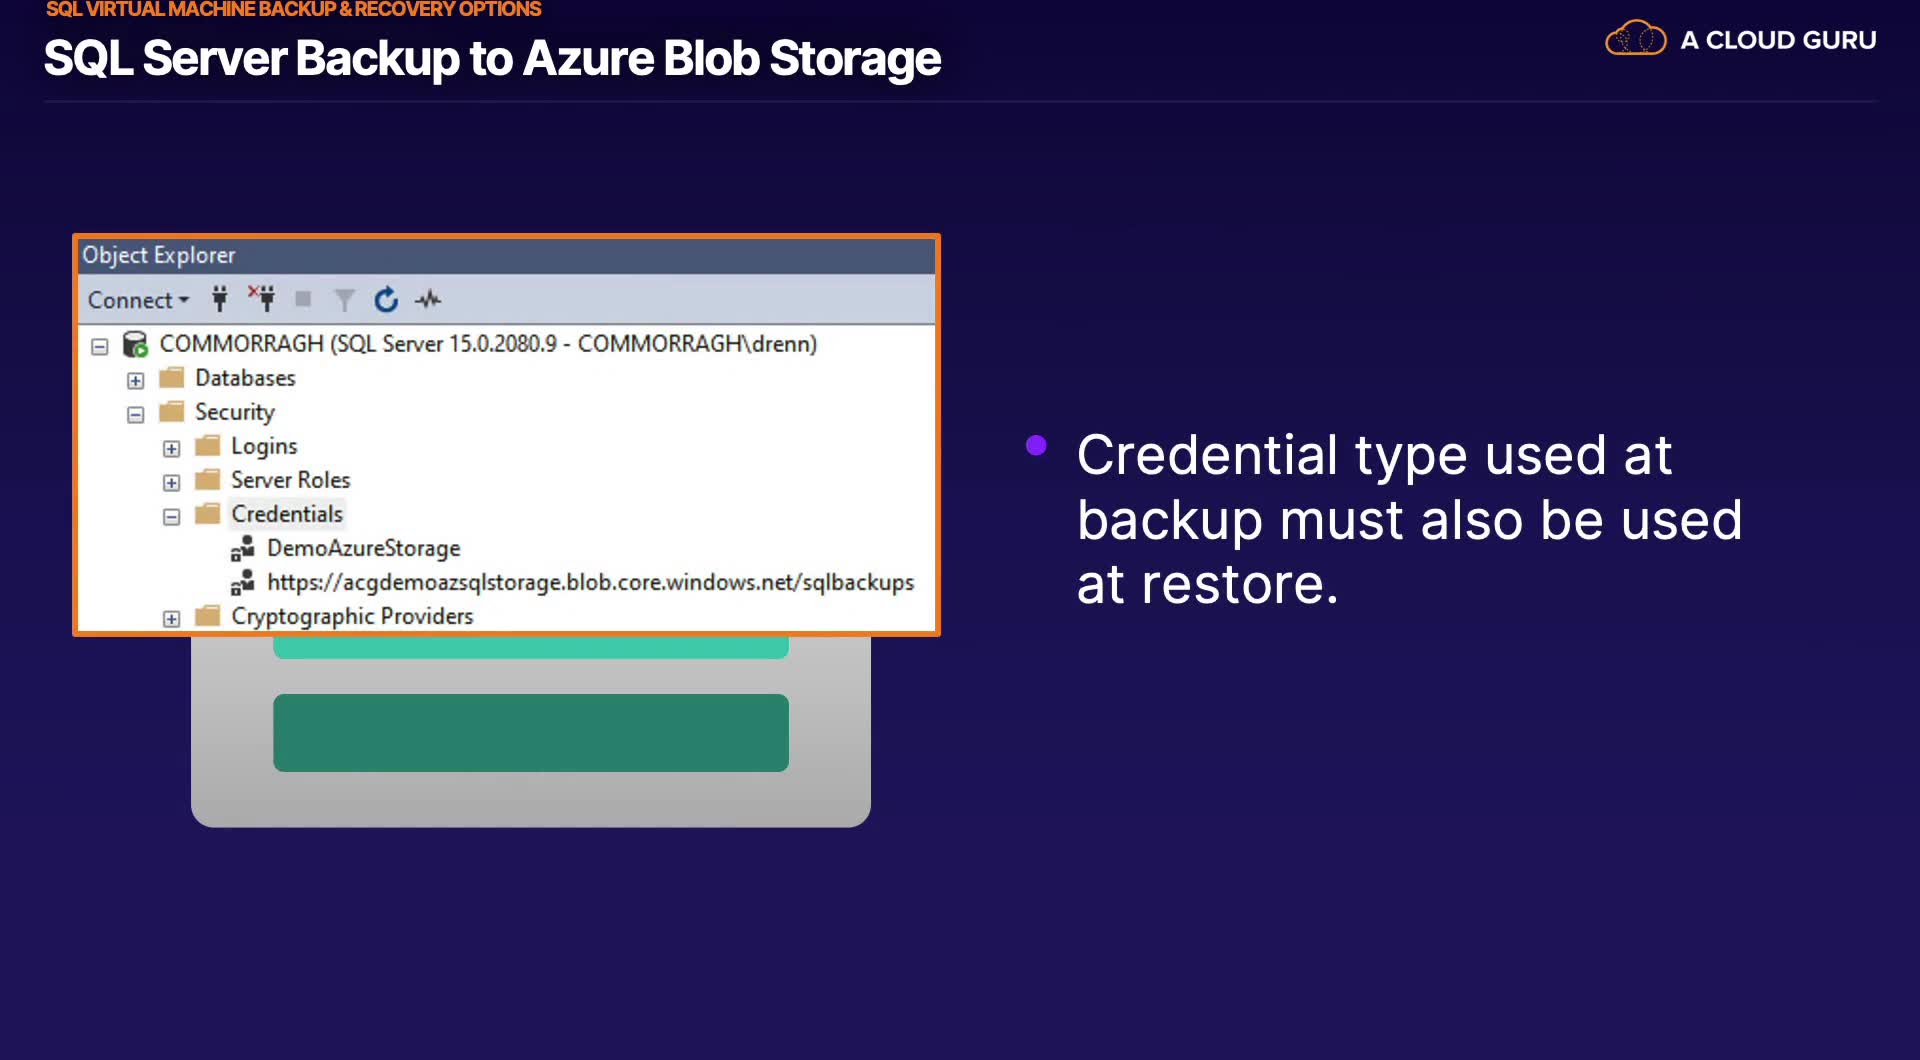 SQL VIRTUAL MACHINE BACKUP & RECOVERY OPTIONS
SQL Server Backup to Azure Blob Storage
A CLOUD GURU
Object Explorer
Connect
COMMORRAGH (SQL Server 15.0.2080.9 - COMMORRAGH\drenn)
Databases
Security
Logins
Server Roles
Credentials
DemoAzureStorage
https://acgdemoazsqlstorage.blob.core.windows.net/sqlbackups
Cryptographic Providers
Credential type used at
backup must also be used
at restore.